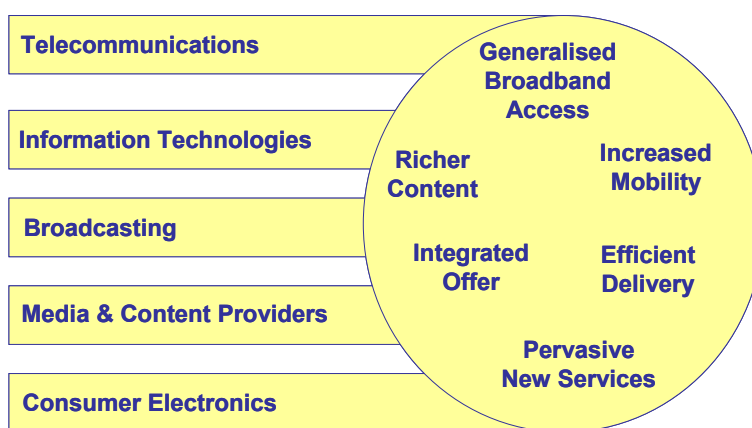 Telecommunications
Information Technologies
Broadcasting
Media & Content Providers
Consumer Electronics
Generalised
Broadband
Access
Richer
Content
Increased
Mobility
Integrated
Offer
Efficient
Delivery
Pervasive
New Services